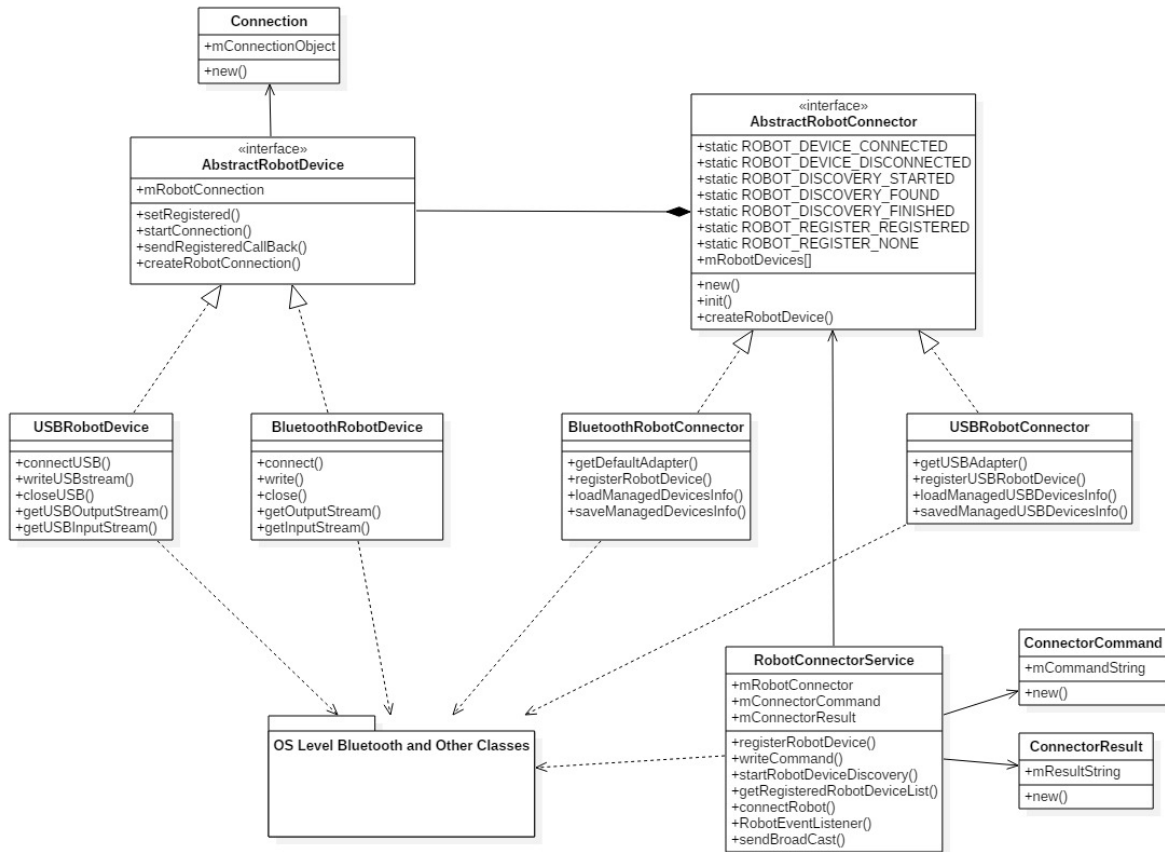 Connection
+mConnectionObject
+new()
«interface»
AbstractRobotDevice
+mRobotConnection
+setRegistered()
+startConnection()
+sendRegisteredCallBack()
+createRobotConnection()
«interface»
AbstractRobotConnector
+static ROBOT_DEVICE_CONNECTED
+static ROBOT_DEVICE_DISCONNECTED
+static ROBOT_DISCOVERY_STARTED
+static ROBOT_DISCOVERY_FOUND
+static ROBOT_DISCOVERY_FINISHED
+static ROBOT_REGISTER_REGISTERED
+static ROBOT_REGISTER_NONE
+mRobotDevices[]
+new()
+init()
+createRobotDevice()
USBRobotDevice
+connectUSB()
+writeUSBstream()
+closeUSB()
+getUSBOutputStream()
+getUSBInputStream()
BluetoothRobotDevice
+connect()
+write()
+close()
+getOutputStream()
+getInputStream()
BluetoothRobotConnector
+getDefaultAdapter()
+registerRobotDevice()
+loadManagedDevicesInfo()
+saveManagedDevicesInfo()
USBRobotConnector
+getUSBAdapter()
+registerUSBRobotDevice()
+loadManagedUSBDevicesInfo()
+savedManagedUSBDevicesInfo()
OS Level Bluetooth and Other Classes
RobotConnectorService
+mRobotConnector
+mConnectorCommand
+mConnectorResult
+registerRobotDevice()
+writeCommand()
+startRobotDeviceDiscovery()
+getRegisteredRobotDeviceList()
+connectRobot()
+RobotEventListener()
+sendBroadCast()
ConnectorCommand
+mCommandString
+new()
ConnectorResult
+mResultString
+new()